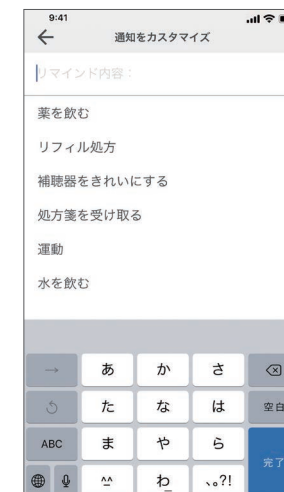 9:41
通知をカスタマイズ
リマインド内容：
薬を飲む
リフィル処方
補聴器をきれいにする
処方箋を受け取る
運動
水を飲む
→ あ か さ
た な は 空白
ABC ま や ら
完了
^^ わ 、。?!